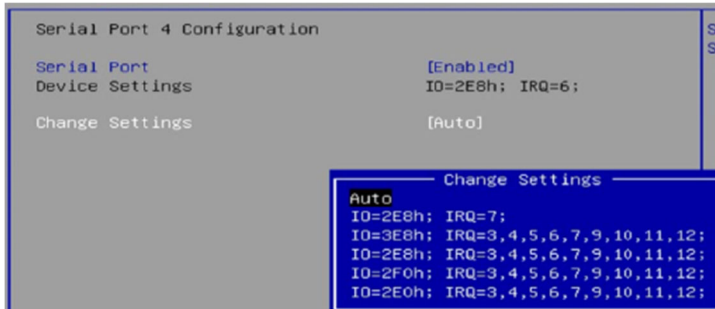 Serial Port 4 Configuration
Serial Port [Enabled]
Device Settings IO=2E8h; IRQ=6;
Change Settings [Auto]
Change Settings
Auto
IO=2E8h; IRQ=7;
IO=3E8h; IRQ=3,4,5,6,7,9,10,11,12;
IO=2E8h; IRQ=3,4,5,6,7,9,10,11,12;
IO=2F0h; IRQ=3,4,5,6,7,9,10,11,12;
IO=2E0h; IRQ=3,4,5,6,7,9,10,11,12;